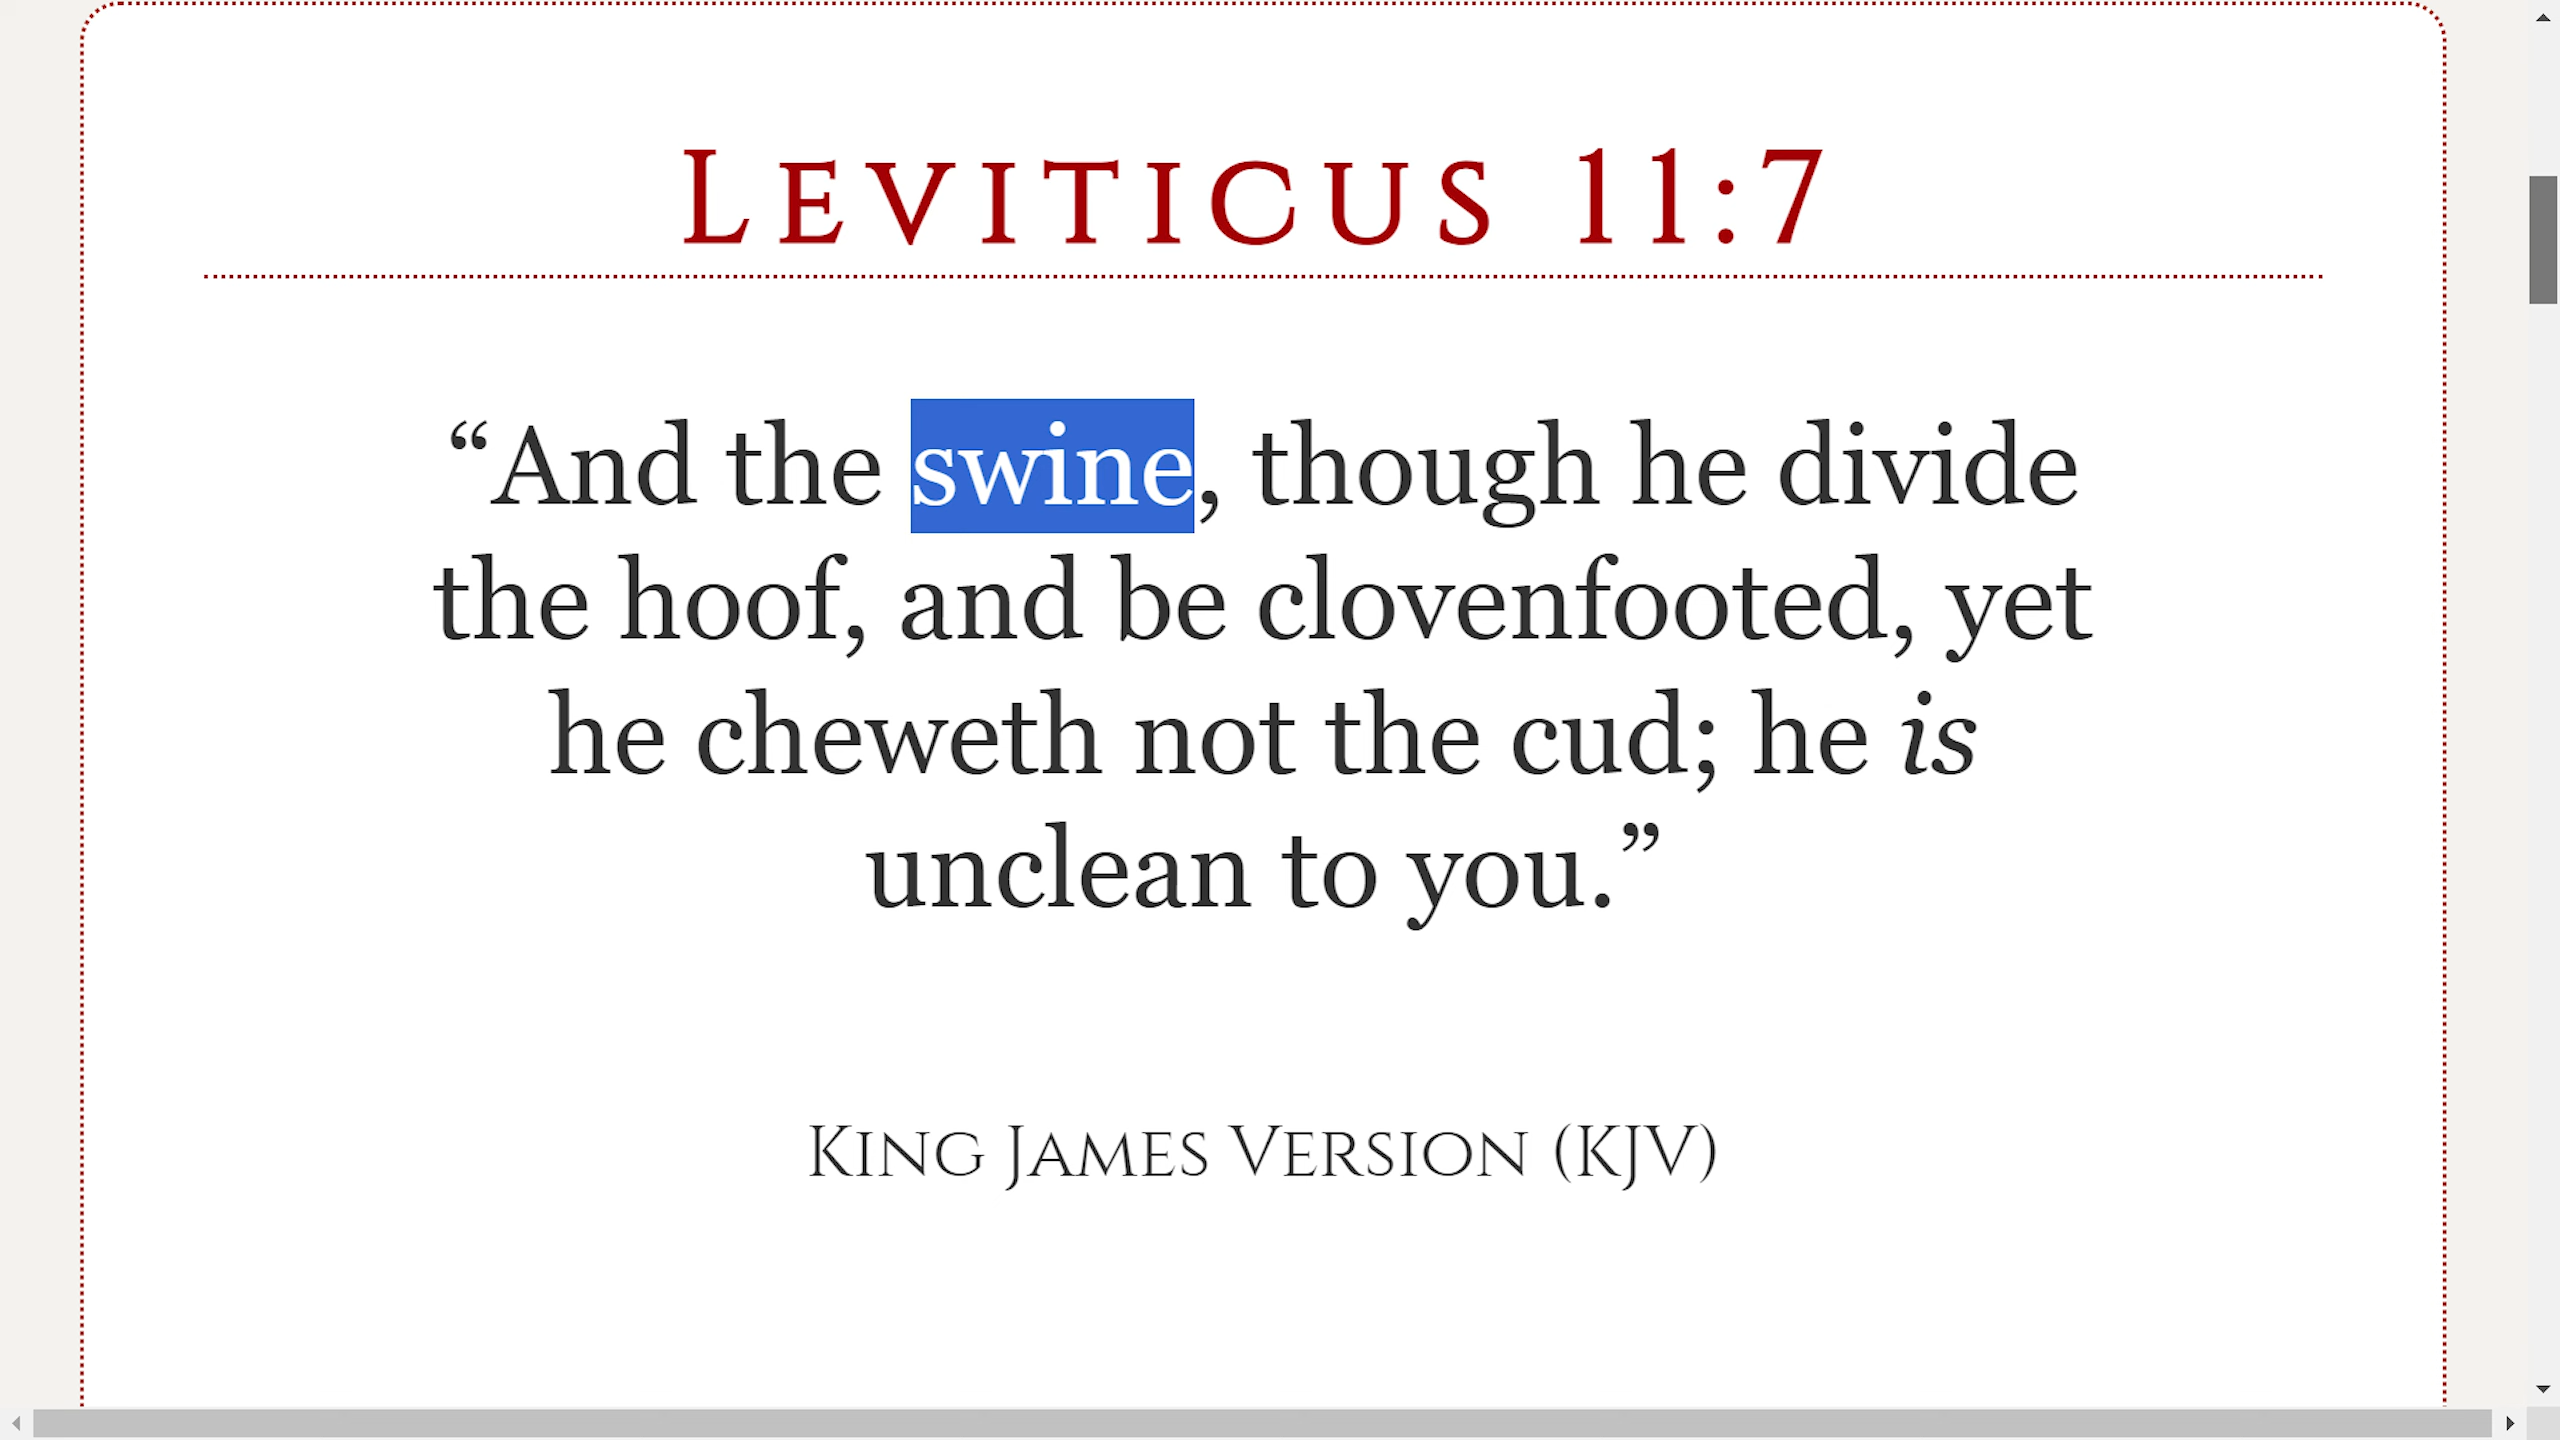 Leviticus 11:7
“And the swine, though he divide
the hoof, and be clovenfooted, yet
he cheweth not the cud; he is
unclean to you.”
King James Version (KJV)